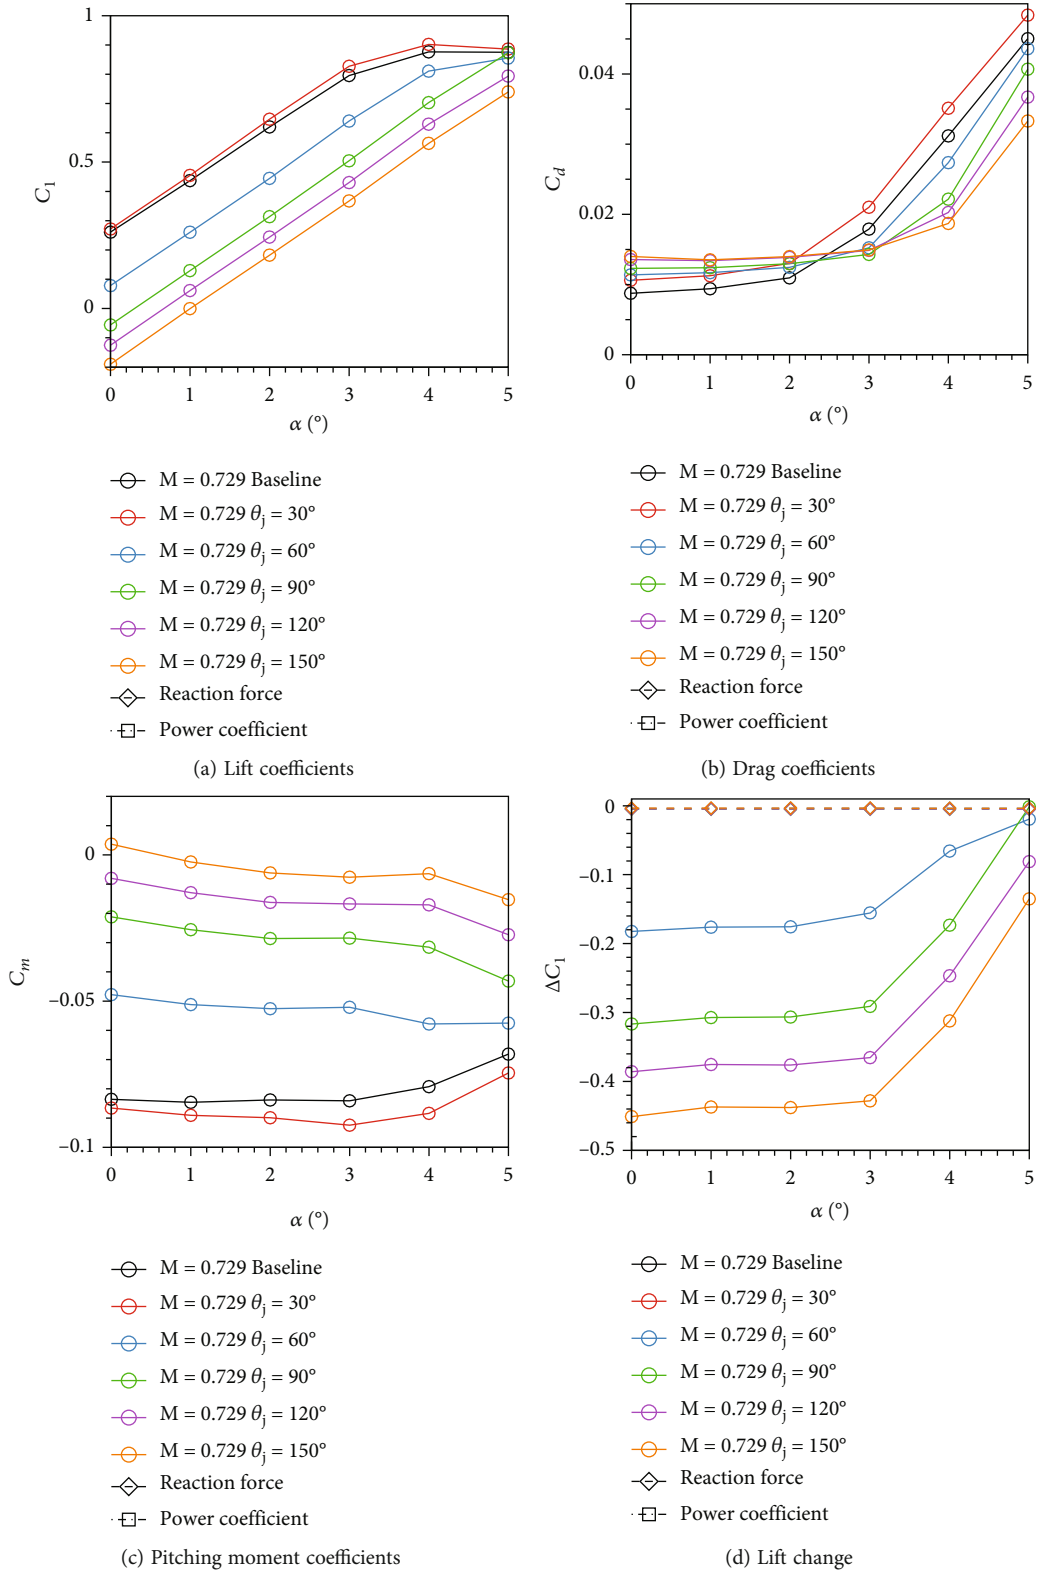 1
0.5
0
C1
0 1 2 3 4 5
α (°)
M = 0.729 Baseline
M = 0.729 θj = 30°
M = 0.729 θj = 60°
M = 0.729 θj = 90°
M = 0.729 θj = 120°
M = 0.729 θj = 150°
Reaction force
Power coefficient
(a) Lift coefficients
0.04
0.02
0
Cd
0 1 2 3 4 5
α (°)
M = 0.729 Baseline
M = 0.729 θj = 30°
M = 0.729 θj = 60°
M = 0.729 θj = 90°
M = 0.729 θj = 120°
M = 0.729 θj = 150°
Reaction force
Power coefficient
(b) Drag coefficients
0
−0.05
−0.1
Cm
0 1 2 3 4 5
α (°)
M = 0.729 Baseline
M = 0.729 θj = 30°
M = 0.729 θj = 60°
M = 0.729 θj = 90°
M = 0.729 θj = 120°
M = 0.729 θj = 150°
Reaction force
Power coefficient
(c) Pitching moment coefficients
0
−0.1
−0.2
−0.3
−0.4
−0.5
ΔC1
0 1 2 3 4 5
α (°)
M = 0.729 Baseline
M = 0.729 θj = 30°
M = 0.729 θj = 60°
M = 0.729 θj = 90°
M = 0.729 θj = 120°
M = 0.729 θj = 150°
Reaction force
Power coefficient
(d) Lift change